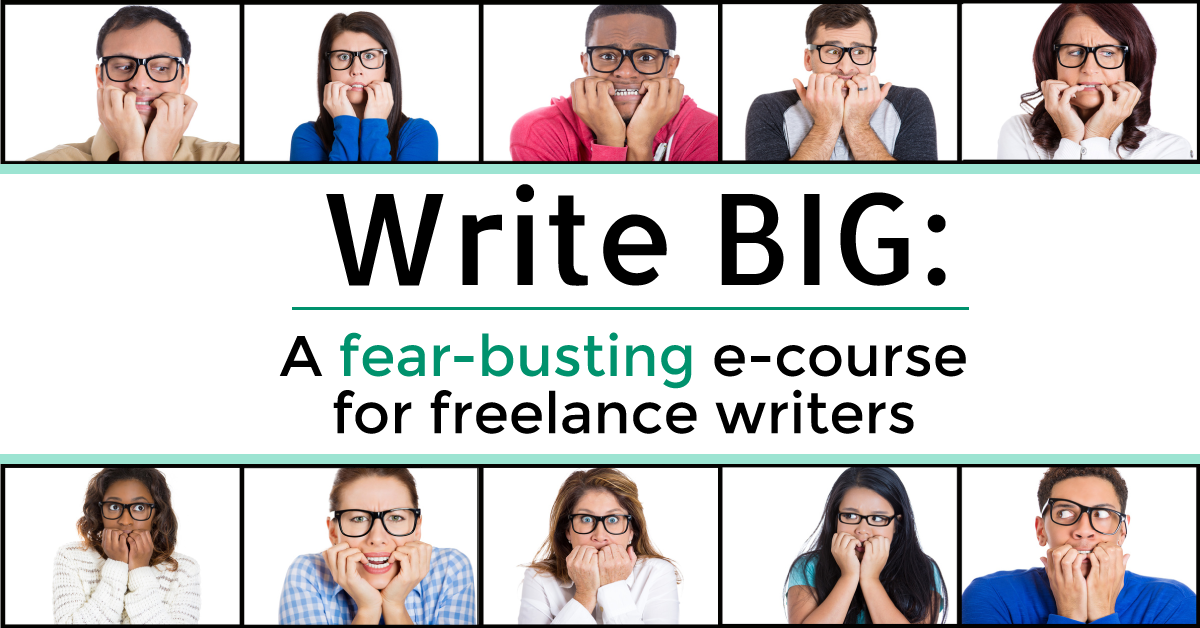 Write BIG:
A fear-busting e-course
for freelance writers